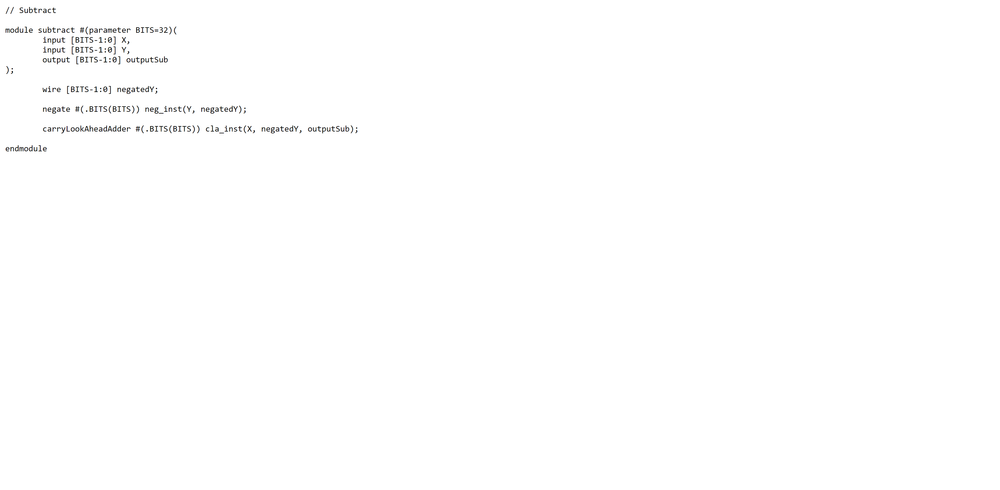 // Subtract
module subtract #(parameter BITS=32)(
input [BITS-1:0] X,
input [BITS-1:0] Y,
output [BITS-1:0] outputSub
);
wire [BITS-1:0] negatedY;
negate #(.BITS(BITS)) neg_inst(Y, negatedY);
carryLookAheadAdder #(.BITS(BITS)) cla_inst(X, negatedY, outputSub);
endmodule